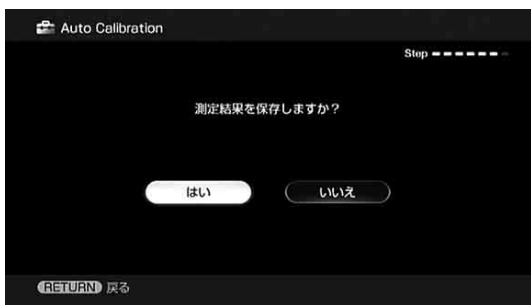 Auto Calibration
Step
測定結果を保存しますか？
はい
いいえ
RETURN 戻る